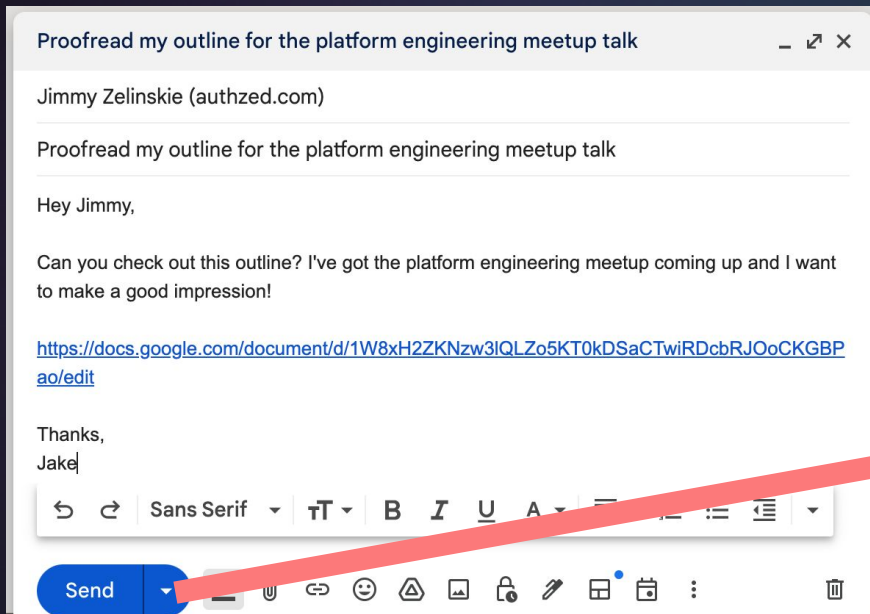 Proofread my outline for the platform engineering meetup talk
Jimmy Zelinskie (authzed.com)
Proofread my outline for the platform engineering meetup talk
Hey Jimmy,
Can you check out this outline? I've got the platform engineering meetup coming up and I want
to make a good impression!
https://docs.google.com/document/d/1W8xH2ZKNzw3lQLZo5KT0kDSaCTwiRDcbRJOoCKGBP
ao/edit
Thanks,
Jake
Sans Serif
Send